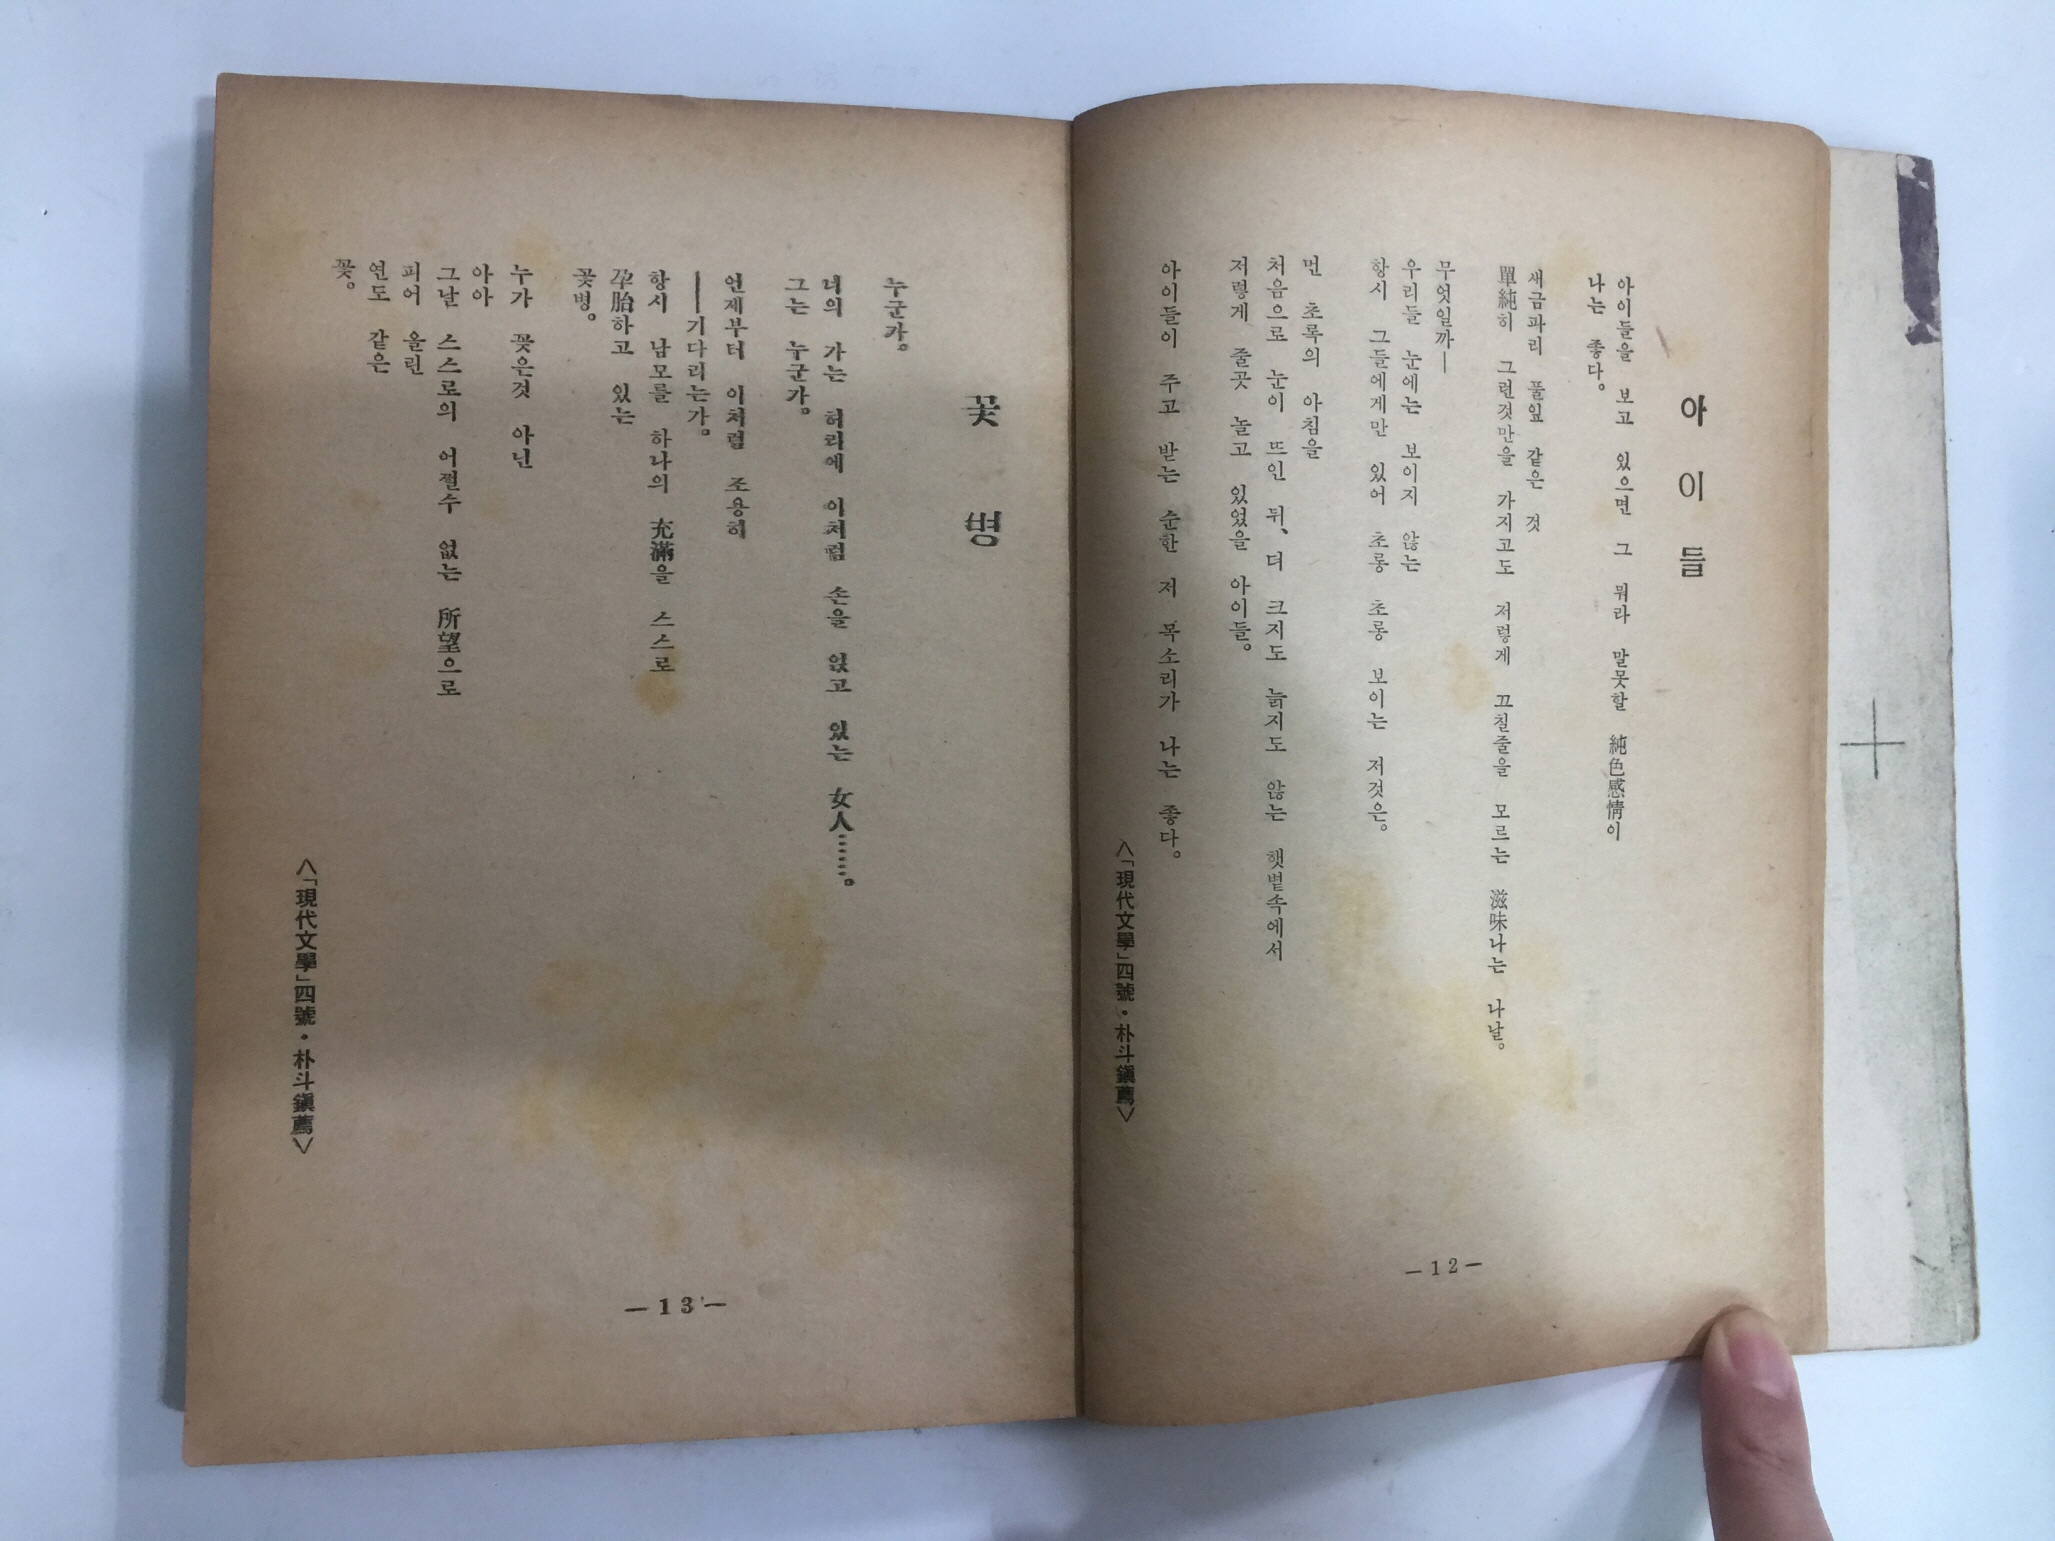 아이들
아이들을 보고 있으면 그 뭐라 말못할 純色感情이
나는 좋다。
새금파리 풀잎 같은 것
單純히 그런것만을 가지고도 저렇게 끄칠줄을 모르는 滋味나는 나날。
무엇일까―
우리들 눈에는 보이지 않는
항시 그들에게만 있어 초롱 초롱 보이는 저것은。
먼 초록의 아침을
처음으로 눈이 뜨인 뒤、더 크지도 늙지도 않는 햇볕속에서
저렇게 줄곳 놀고 있었을 아이들。
아이들이 주고 받는 순한 저 목소리가 나는 좋다。
<「現代文學」四號・朴斗鎭薦>
―12―
꽃병
누군가。
너의 가는 허리에 이처럼 손을 얹고 있는 女人……。
그는 누군가。
언제부터 이처럼 조용히
――기다리는가。
항시 남모를 하나의 充滿을 스스로
孕胎하고 있는
꽃병。
누가 꽂은것 아닌
아아
그날 스스로의 어쩔수 없는 所望으로
피어 올린
연도 같은
꽃。
<「現代文學」四號・朴斗鎭薦>
―13―